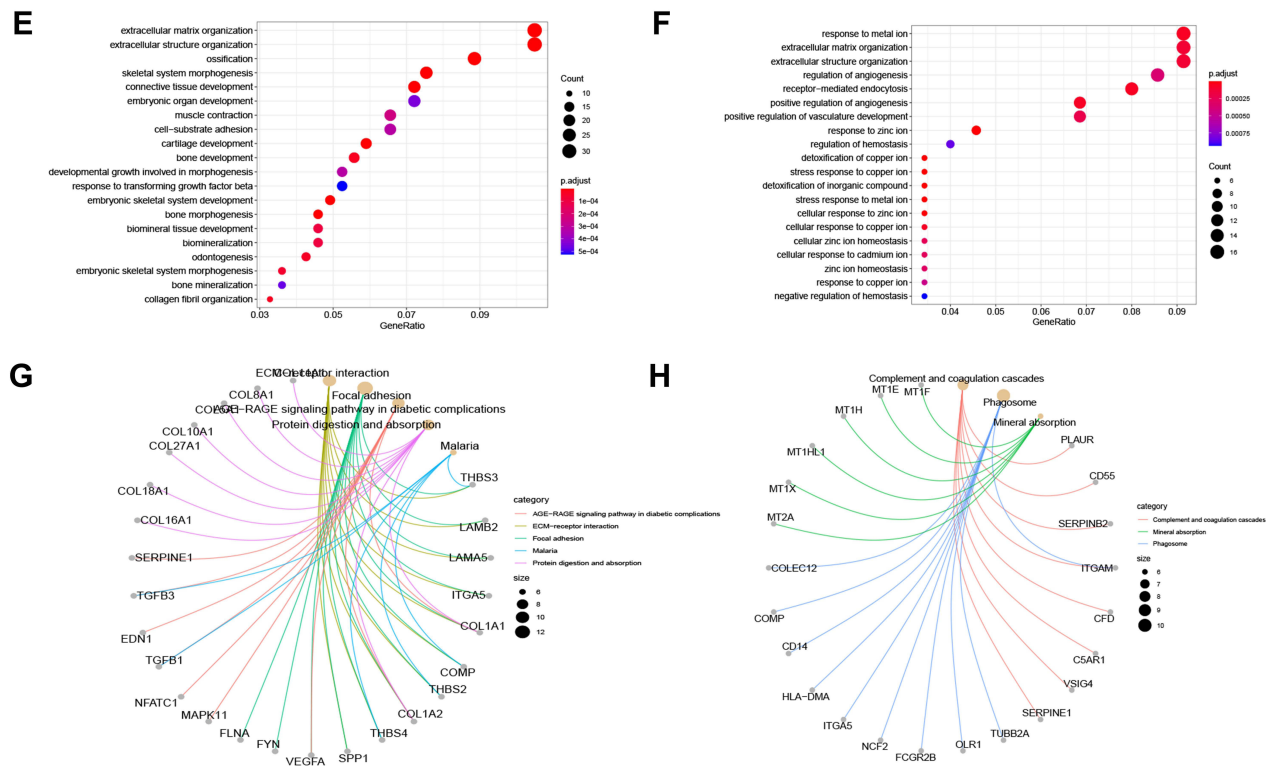 E
extracellular matrix organization
extracellular structure organization
ossification
skeletal system morphogenesis
connective tissue development
embryonic organ development
muscle contraction
cell−substrate adhesion
cartilage development
bone development
developmental growth involved in morphogenesis
response to transforming growth factor beta
embryonic skeletal system development
bone morphogenesis
biomineral tissue development
biomineralization
odontogenesis
embryonic skeletal system morphogenesis
bone mineralization
collagen fibril organization
0.03 0.05 0.07 0.09
GeneRatio
Count
10
15
20
25
30
p.adjust
1e−04
2e−04
3e−04
4e−04
5e−04
F
response to metal ion
extracellular matrix organization
extracellular structure organization
regulation of angiogenesis
receptor−mediated endocytosis
positive regulation of angiogenesis
positive regulation of vasculature development
response to zinc ion
regulation of hemostasis
detoxification of copper ion
stress response to copper ion
detoxification of inorganic compound
stress response to metal ion
cellular response to zinc ion
cellular response to copper ion
cellular zinc ion homeostasis
cellular response to cadmium ion
zinc ion homeostasis
response to copper ion
negative regulation of hemostasis
0.04 0.05 0.06 0.07 0.08 0.09
GeneRatio
p.adjust
0.00025
0.00050
0.00075
Count
6
8
10
12
14
16
G
ECM−receptor interaction
Focal adhesion
AGE−RAGE signaling pathway in diabetic complications
Protein digestion and absorption
Malaria
THBS3
LAMB2
LAMA5
ITGA5
COL1A1
COMP
THBS2
COL1A2
THBS4
SPP1
VEGFA
FYN
FLNA
MAPK11
NFATC1
TGFB1
EDN1
TGFB3
SERPINE1
COL16A1
COL18A1
COL27A1
COL10A1
COL8A1
category
AGE−RAGE signaling pathway in diabetic complications
ECM−receptor interaction
Focal adhesion
Malaria
Protein digestion and absorption
size
6
8
10
12
H
Complement and coagulation cascades
Phagosome
Mineral absorption
PLAUR
CD55
SERPINB2
ITGAM
CFD
C5AR1
VSIG4
SERPINE1
TUBB2A
OLR1
FCGR2B
NCF2
ITGA5
HLA−DMA
CD14
COMP
COLEC12
MT2A
MT1X
MT1HL1
MT1H
MT1E
MT1F
category
Complement and coagulation cascades
Mineral absorption
Phagosome
size
6
7
8
9
10